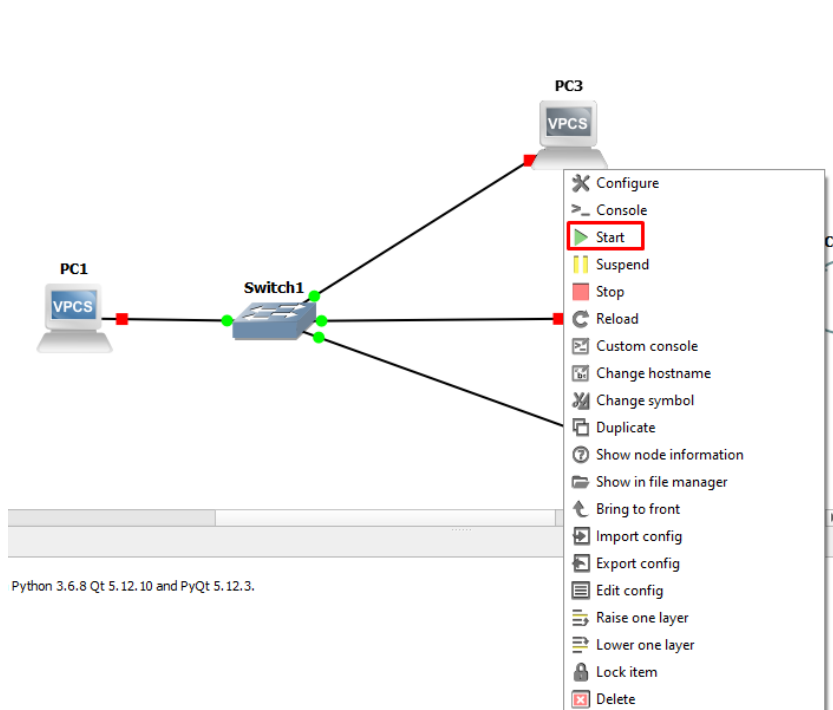 PC3
VPCS
Configure
Console
Start
Suspend
Stop
Reload
Custom console
Change hostname
Change symbol
Duplicate
Show node information
Show in file manager
Bring to front
Import config
Export config
Edit config
Raise one layer
Lower one layer
Lock item
Delete
PC1
VPCS
Switch1
C
Python 3.6.8 Qt 5.12.10 and PyQt 5.12.3.